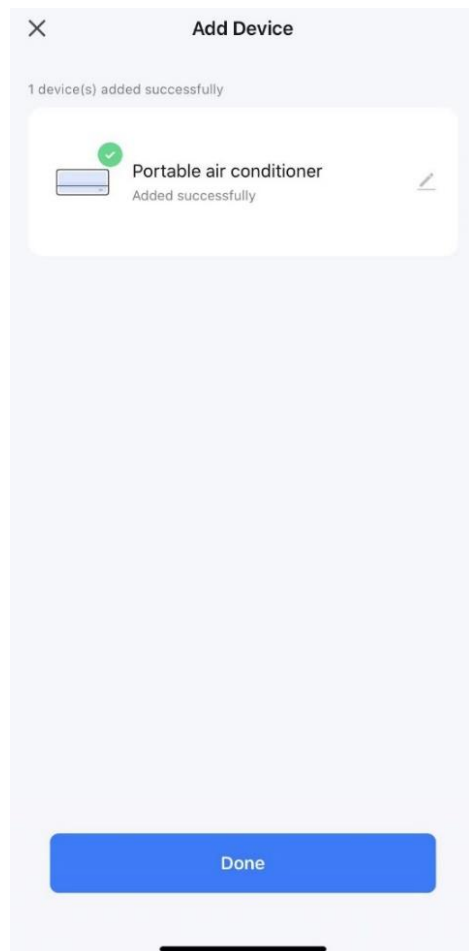 Add Device
1 device(s) added successfully
Portable air conditioner
Added successfully
Done